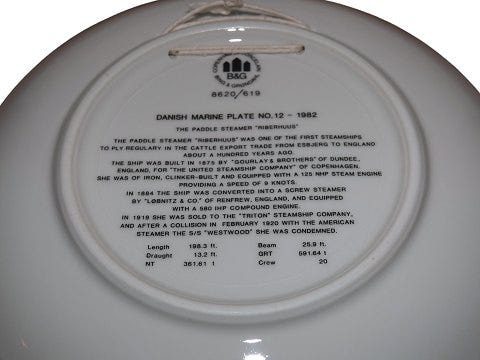 COPENHAGEN PORCELAIN
B&G
BING & GRØNDAHL
8620/619
DANISH MARINE PLATE NO.12 - 1982
THE PADDLE STEAMER "RIBERHUUS"
THE PADDLE STEAMER "RIBERHUUS" WAS ONE OF THE FIRST STEAMSHIPS
TO PLY REGULARY IN THE CATTLE EXPORT TRADE FROM ESBJERG TO ENGLAND
ABOUT A HUNDRED YEARS AGO.
THE SHIP WAS BUILT IN 1875 BY "GOURLAY & BROTHERS" OF DUNDEE,
ENGLAND, FOR "THE UNITED STEAMSHIP COMPANY" OF COPENHAGEN.
SHE WAS OF IRON, CLINKER-BUILT AND EQUIPPED WITH A 125 NHP STEAM ENGINE
PROVIDING A SPEED OF 9 KNOTS.
IN 1884 THE SHIP WAS CONVERTED INTO A SCREW STEAMER
BY "LØBNITZ & CO." OF RENFREW, ENGLAND, AND EQUIPPED
WITH A 580 IHP COMPOUND ENGINE.
IN 1919 SHE WAS SOLD TO THE "TRITON" STEAMSHIP COMPANY,
AND AFTER A COLLISION IN FEBRUARY 1920 WITH THE AMERICAN
STEAMER THE S/S "WESTWOOD" SHE WAS CONDEMNED.
Length 198.3 ft. Beam 25.9 ft.
Draught 13.2 ft. GRT 591.64 t
NT 361.61 t Crew 20